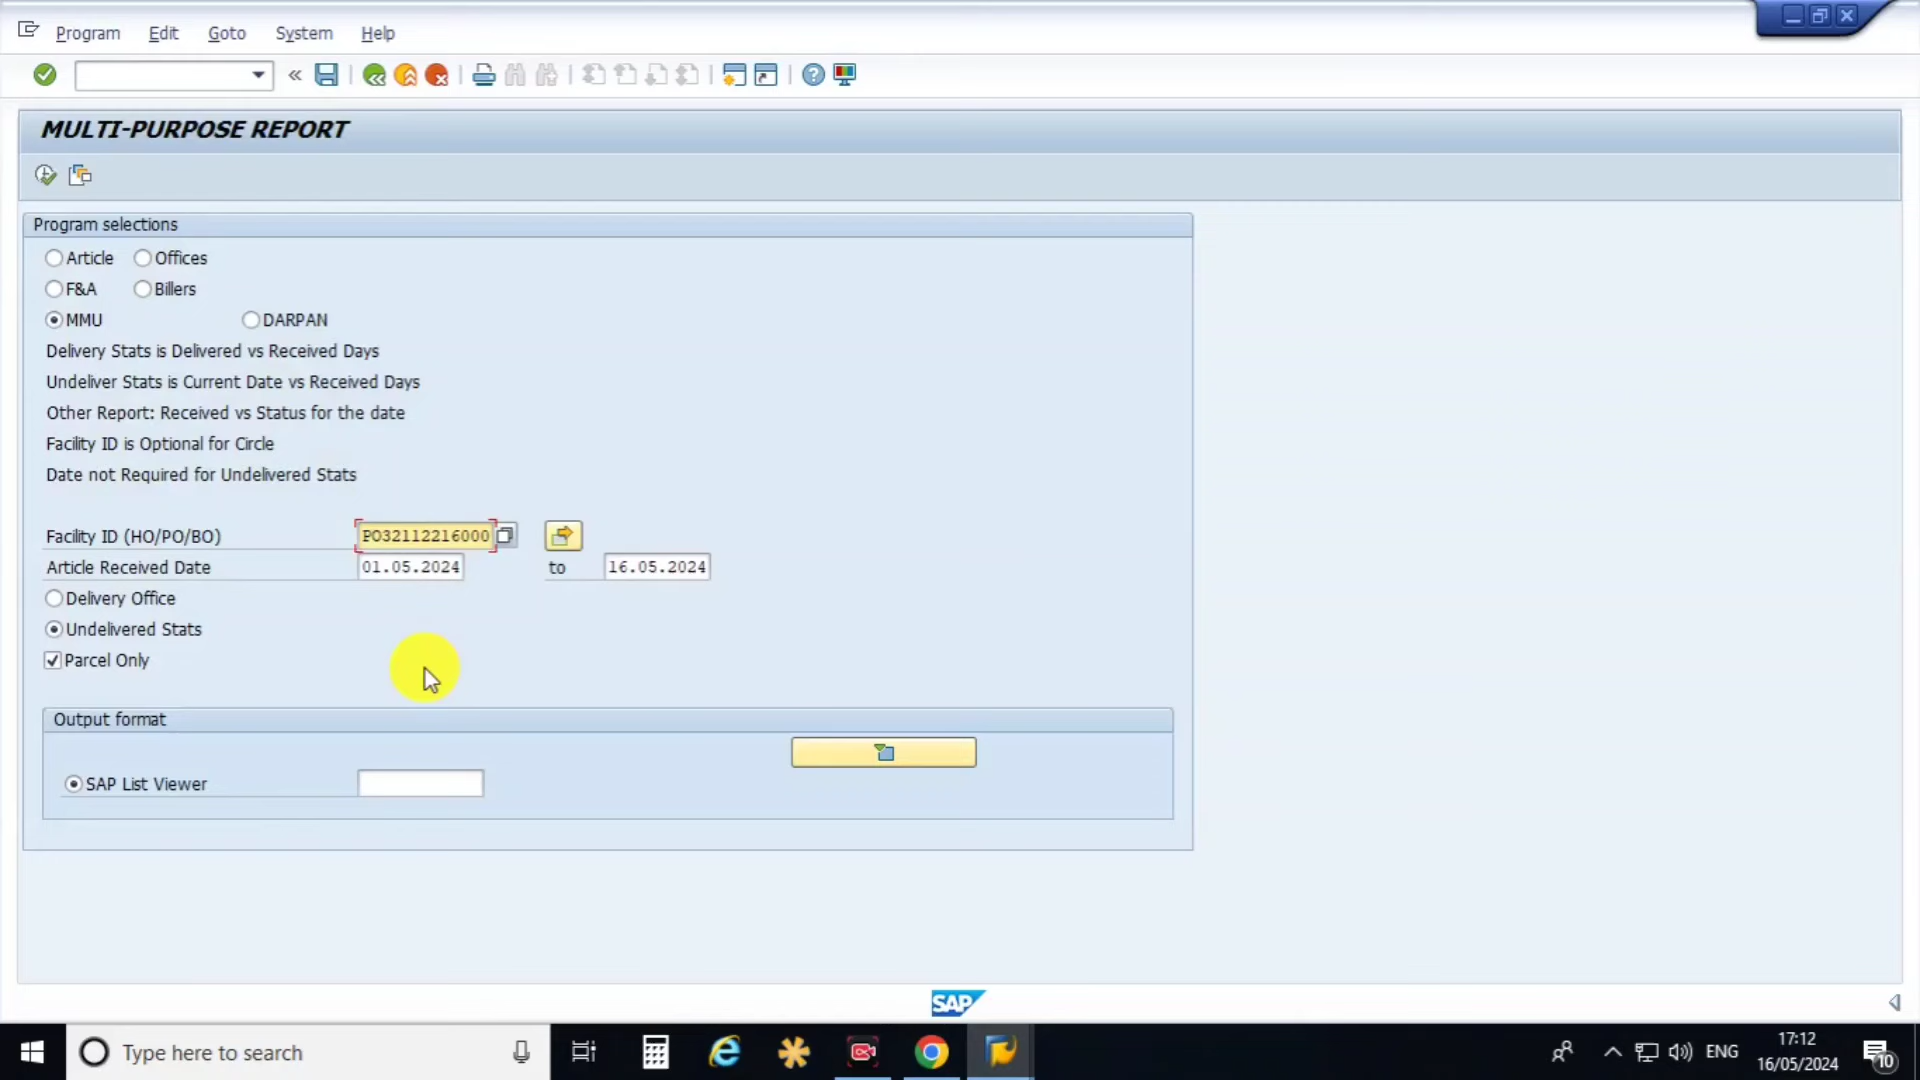 Program Edit Goto System Help
MULTI-PURPOSE REPORT
Program selections
Article Offices
F&A Billers
MMU DARPAN
Delivery Stats is Delivered vs Received Days
Undeliver Stats is Current Date vs Received Days
Other Report: Received vs Status for the date
Facility ID is Optional for Circle
Date not Required for Undelivered Stats
Facility ID (HO/PO/BO) PO32112216000
Article Received Date 01.05.2024 to 16.05.2024
Delivery Office
Undelivered Stats
Parcel Only
Output format
SAP List Viewer
SAP
Type here to search ENG 17:12
16/05/2024 10